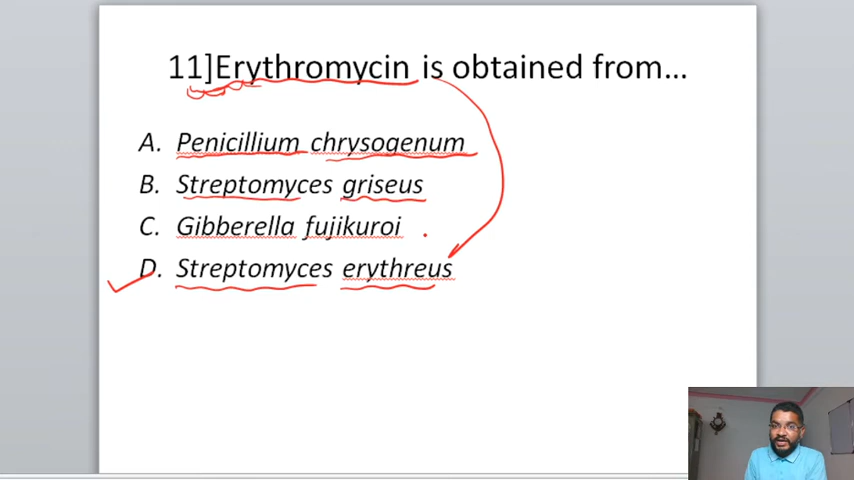 11]Erythromycin is obtained from...
A. Penicillium chrysogenum
B. Streptomyces griseus
C. Gibberella fujikuroi
D. Streptomyces erythreus